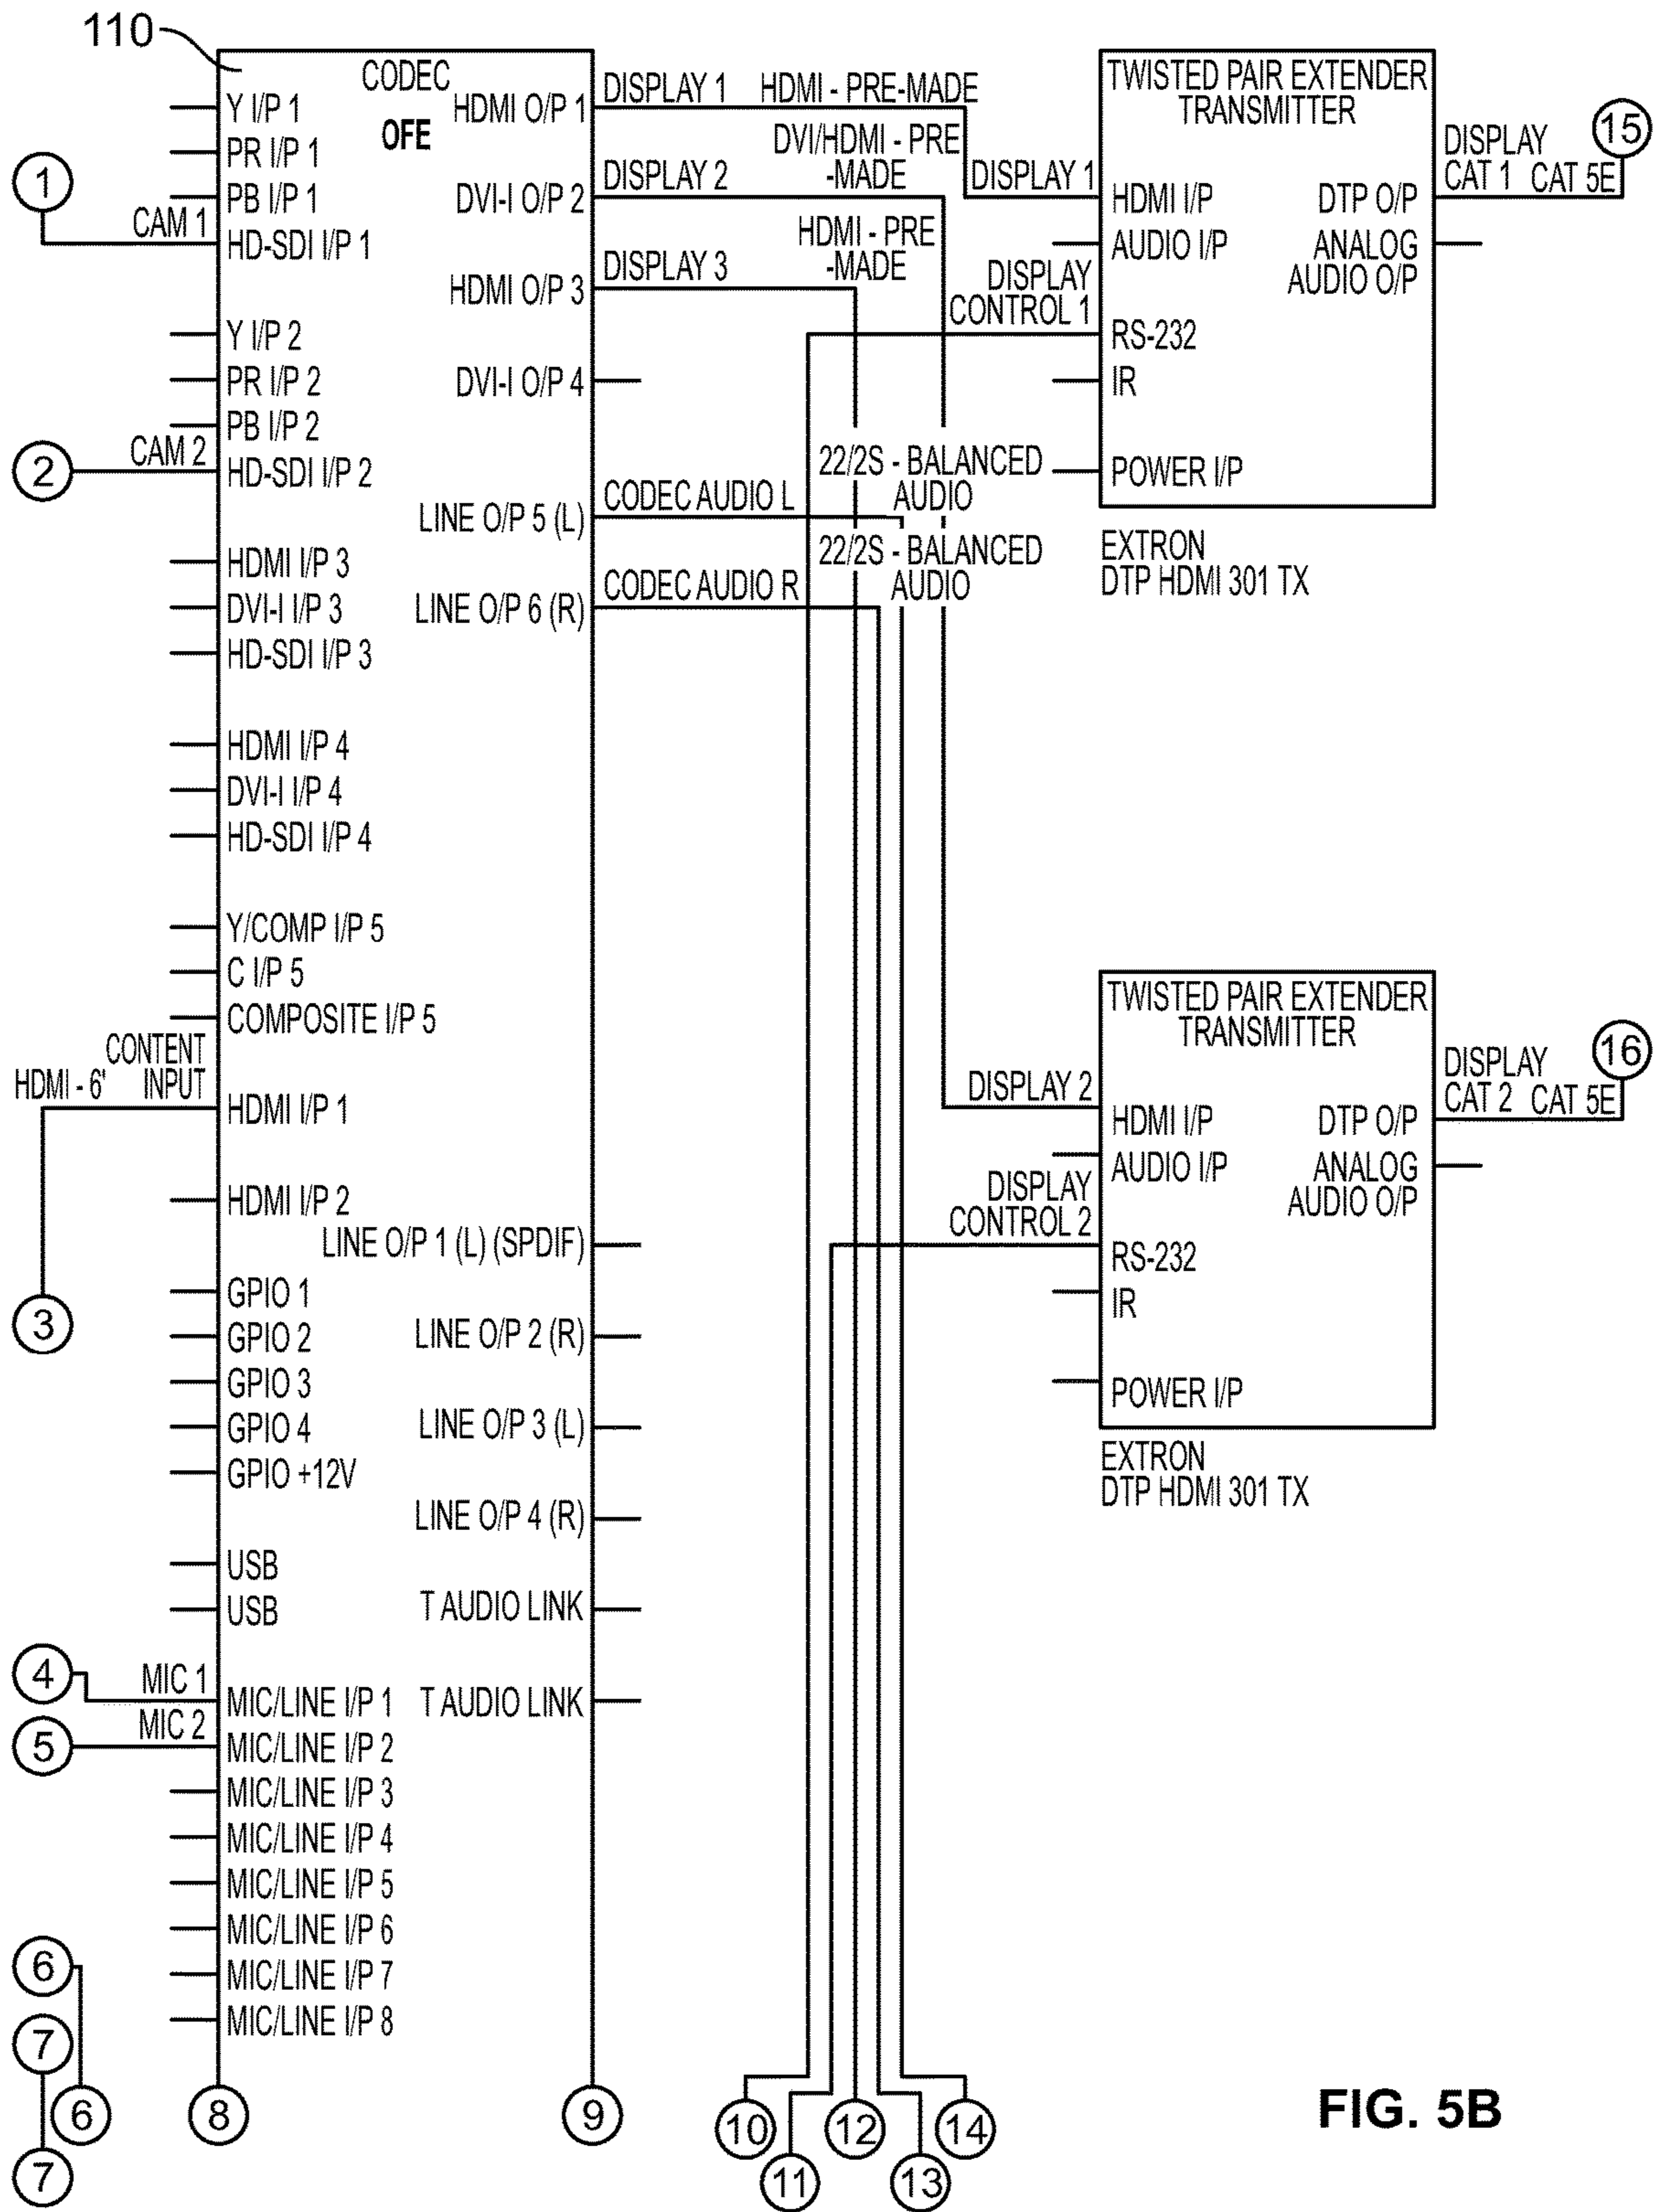 110
CODEC
OFE
Y I/P 1
PR I/P 1
PB I/P 1
1
CAM 1
HD-SDI I/P 1
Y I/P 2
PR I/P 2
PB I/P 2
2
CAM 2
HD-SDI I/P 2
HDMI I/P 3
DVI-I I/P 3
HD-SDI I/P 3
HDMI I/P 4
DVI-I I/P 4
HD-SDI I/P 4
Y/COMP I/P 5
C I/P 5
COMPOSITE I/P 5
CONTENT
HDMI - 6' INPUT
HDMI I/P 1
HDMI I/P 2
3
GPIO 1
GPIO 2
GPIO 3
GPIO 4
GPIO +12V
USB
USB
4
MIC 1
MIC/LINE I/P 1
5
MIC 2
MIC/LINE I/P 2
MIC/LINE I/P 3
MIC/LINE I/P 4
MIC/LINE I/P 5
MIC/LINE I/P 6
MIC/LINE I/P 7
MIC/LINE I/P 8
6
7
6
7
8
9
HDMI O/P 1
DVI-I O/P 2
HDMI O/P 3
DVI-I O/P 4
LINE O/P 5 (L)
LINE O/P 6 (R)
LINE O/P 1 (L) (SPDIF)
LINE O/P 2 (R)
LINE O/P 3 (L)
LINE O/P 4 (R)
T AUDIO LINK
T AUDIO LINK
DISPLAY 1 HDMI - PRE-MADE
DISPLAY 2
DVI/HDMI - PRE
-MADE
DISPLAY 3
HDMI - PRE
-MADE
CODEC AUDIO L
22/2S - BALANCED
AUDIO
CODEC AUDIO R
22/2S - BALANCED
AUDIO
10
11
12
13
14
TWISTED PAIR EXTENDER
TRANSMITTER
DISPLAY 1
HDMI I/P
AUDIO I/P
DISPLAY
CONTROL 1
RS-232
IR
POWER I/P
DTP O/P
ANALOG
AUDIO O/P
DISPLAY
CAT 1 CAT 5E
15
EXTRON
DTP HDMI 301 TX
TWISTED PAIR EXTENDER
TRANSMITTER
DISPLAY 2
HDMI I/P
AUDIO I/P
DISPLAY
CONTROL 2
RS-232
IR
POWER I/P
DTP O/P
ANALOG
AUDIO O/P
DISPLAY
CAT 2 CAT 5E
16
EXTRON
DTP HDMI 301 TX
FIG. 5B